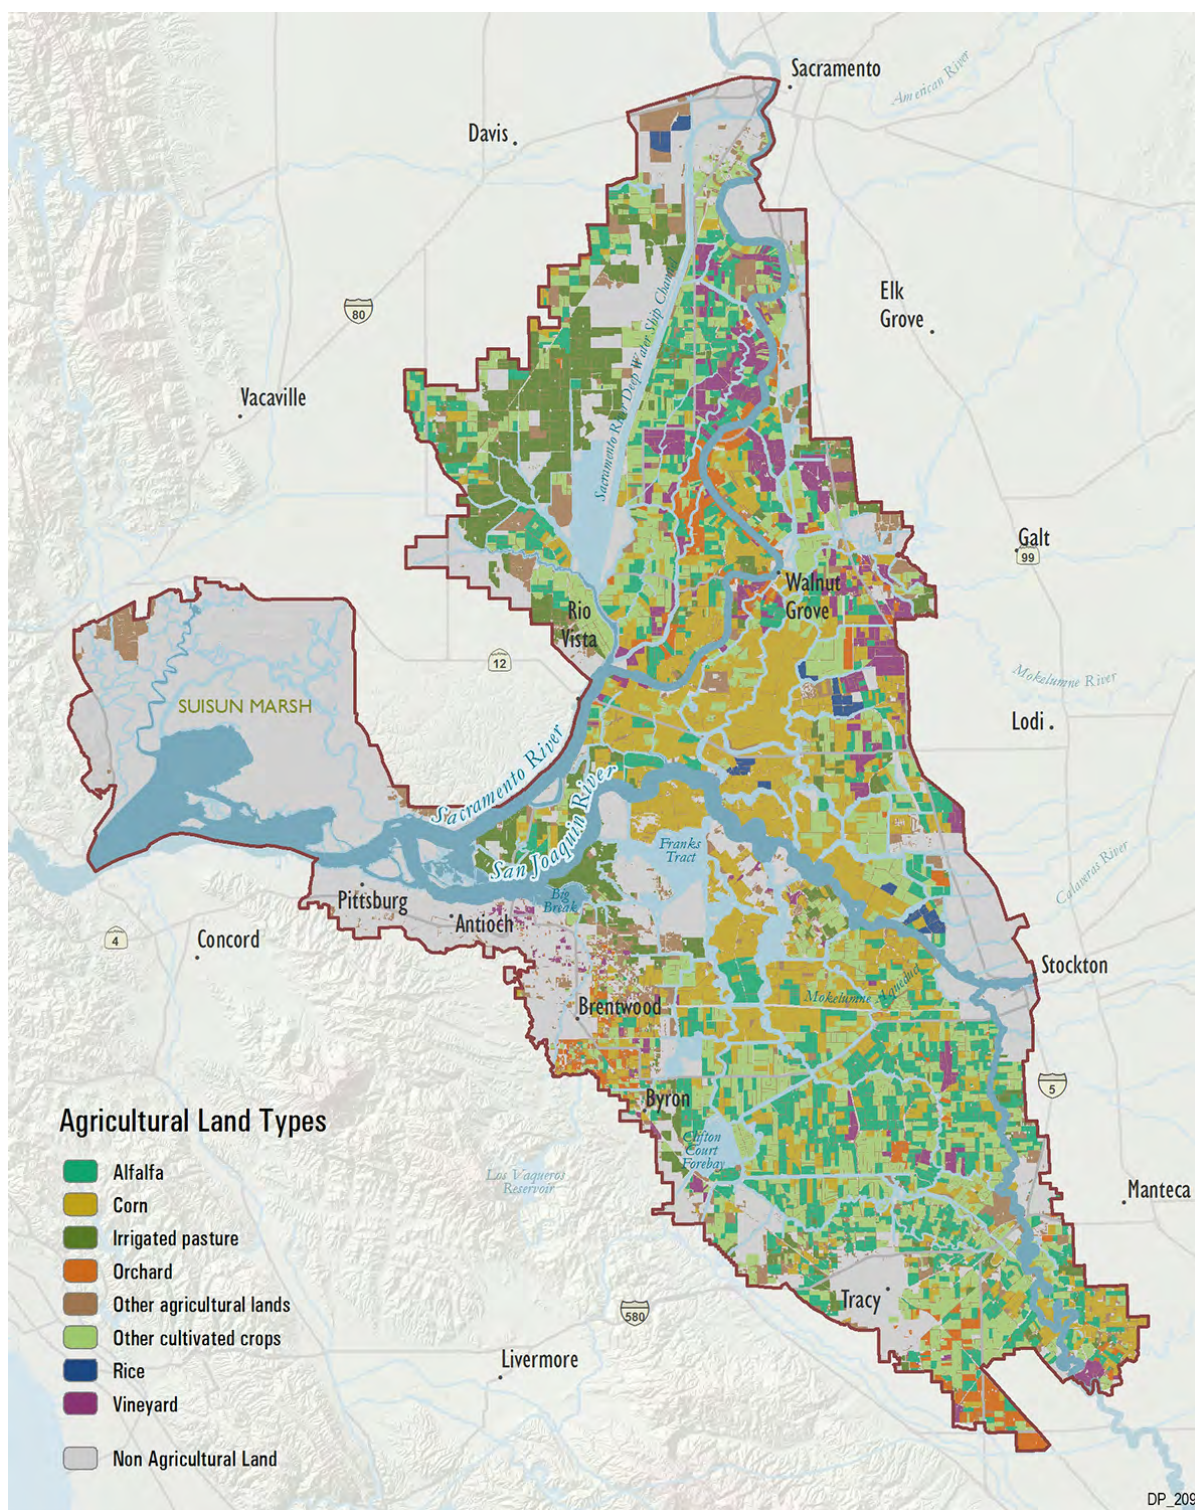 Sacramento
American River
Davis
Elk
Grove
80
Sacramento River Deep Water Ship Channel
Vacaville
Galt
99
Walnut
Grove
Rio
Vista
12
Mokelumne River
SUISUN MARSH
Lodi
Sacramento River
San Joaquin River
Franks
Tract
Calaveras River
Pittsburg
Big
Break
Antioch
4
Concord
Stockton
Mokelumne Aqueduct
Brentwood
5
Byron
Agricultural Land Types
Clifton
Court
Forebay
Alfalfa
Los Vaqueros
Reservoir
Manteca
Corn
Irrigated pasture
Orchard
Other agricultural lands
Tracy
580
Other cultivated crops
Livermore
Rice
Vineyard
Non Agricultural Land
DP_209